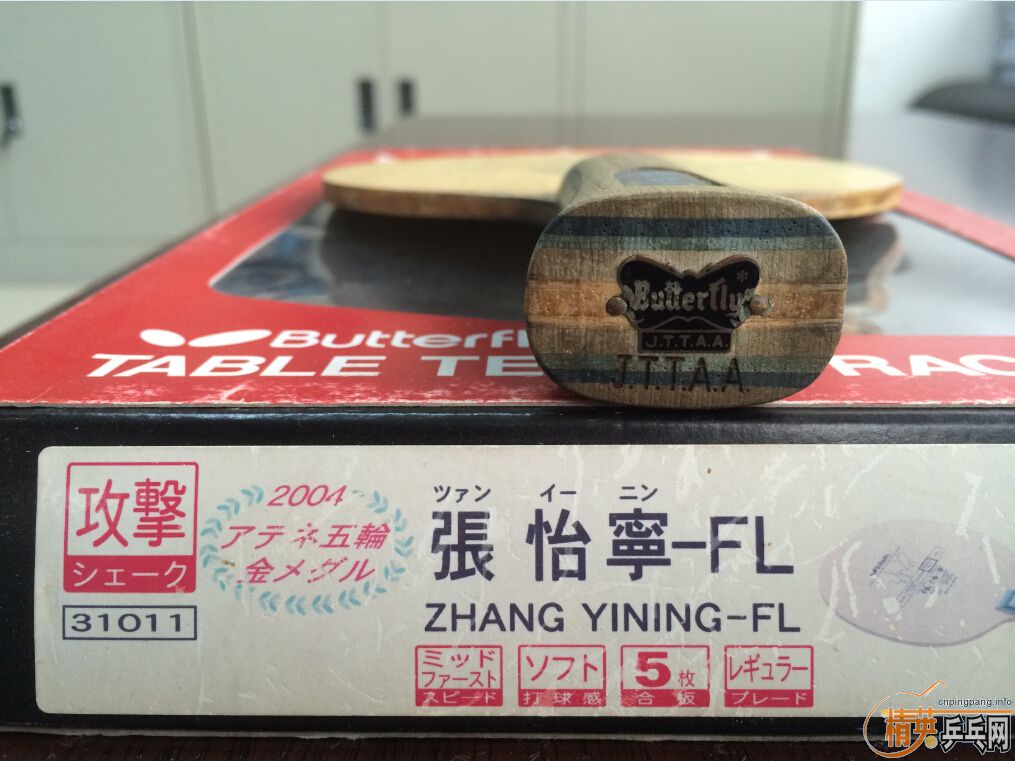 Butterfly
J.T.T.A.A.
J.T.T.A.A.
Butterf
TABLE TE
RAC
攻撃
シェーク
31011
2004
アテネ五輪
金メダル
ツァン イー ニン
張 怡寧-FL
ZHANG YINING-FL
ミッド
ファースト
スピード
ソフト
打球感
5枚
合板
レギュラー
ブレード
cnpingpang.info
精英乒乓网